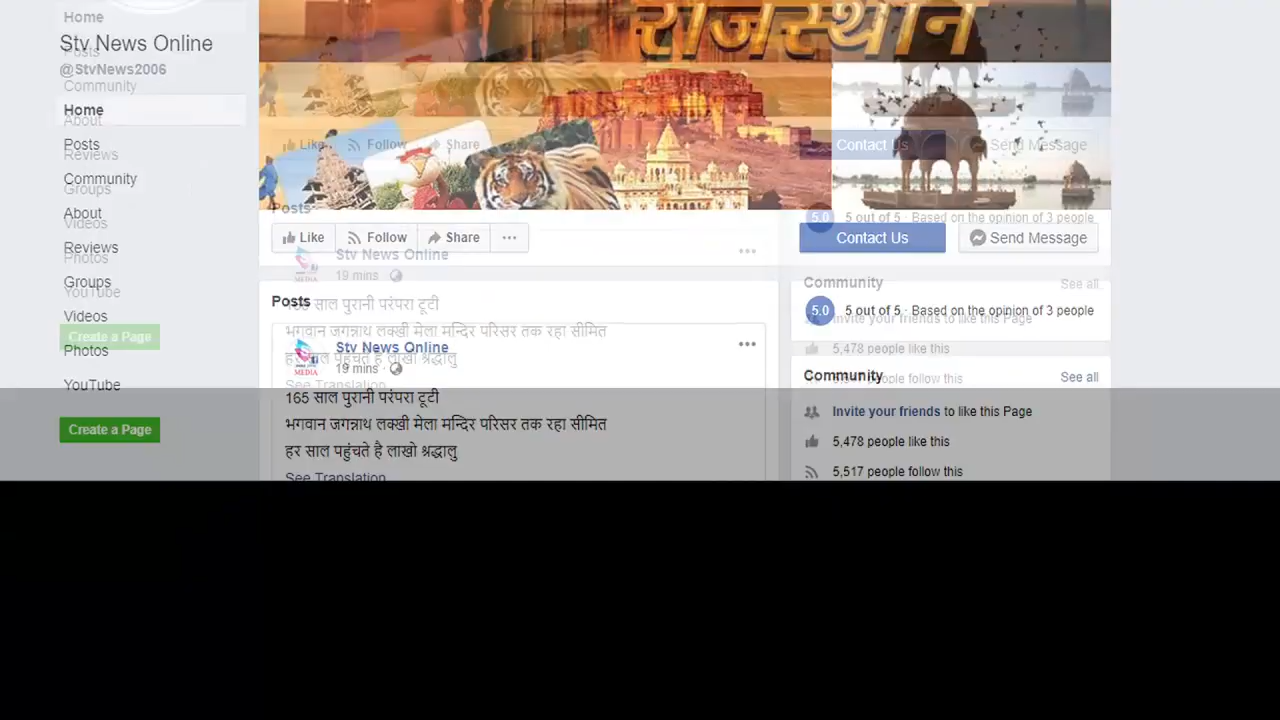 राजस्थान
Stv News Online
@StvNews2006
Home
Posts
Community
About
Reviews
Groups
Videos
Photos
YouTube
Create a Page
Like
Follow
Share
Contact Us
Send Message
Posts
Stv News Online
19 mins
165 साल पुरानी परंपरा टूटी
भगवान जगन्नाथ लक्खी मेला मन्दिर परिसर तक रहा सीमित
हर साल पहुंचते है लाखो श्रद्धालु
See Translation
5.0
5 out of 5 · Based on the opinion of 3 people
Community
See all
Invite your friends to like this Page
5,478 people like this
5,517 people follow this